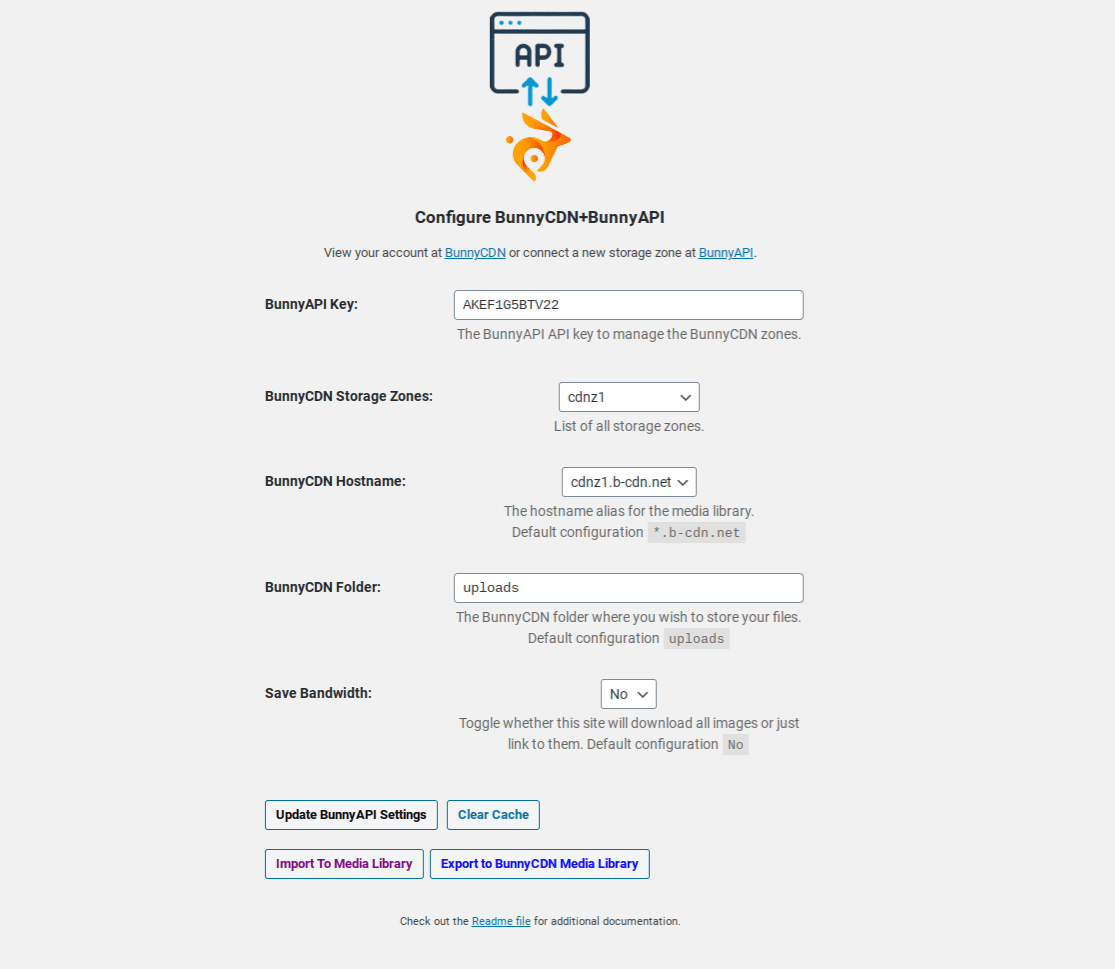 API
Configure BunnyCDN+BunnyAPI
View your account at BunnyCDN or connect a new storage zone at BunnyAPI.
BunnyAPI Key:
AKEF1G5BTV22
The BunnyAPI API key to manage the BunnyCDN zones.
BunnyCDN Storage Zones:
cdnz1
List of all storage zones.
BunnyCDN Hostname:
cdnz1.b-cdn.net
The hostname alias for the media library.
Default configuration *.b-cdn.net
BunnyCDN Folder:
uploads
The BunnyCDN folder where you wish to store your files.
Default configuration uploads
Save Bandwidth:
No
Toggle whether this site will download all images or just
link to them. Default configuration No
Update BunnyAPI Settings Clear Cache
Import To Media Library Export to BunnyCDN Media Library
Check out the Readme file for additional documentation.